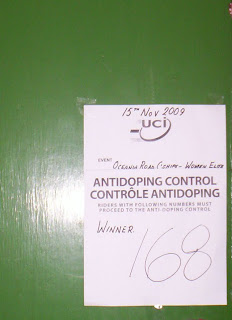 15TH NOV 2009
UCI
EVENT OCEANIA ROAD C'SHIPS - WOMEN ELITE
ANTIDOPING CONTROL
CONTRÔLE ANTIDOPING
RIDERS WITH FOLLOWING NUMBERS MUST
PROCEED TO THE ANTI-DOPING CONTROL
WINNER
168